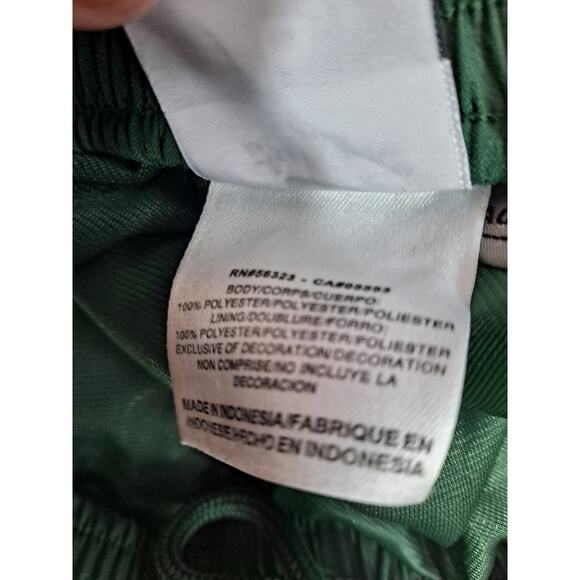 RN#56323 - CA#05553
BODY/CORPS/CUERPO:
100% POLYESTER/POLYESTER/POLIESTER
LINING/DOUBLURE/FORRO:
100% POLYESTER/POLYESTER/POLIESTER
EXCLUSIVE OF DECORATION/DECORATION
NON COMPRISE/NO INCLUYE LA
DECORACION
MADE IN INDONESIA/FABRIQUE EN
INDONESIE/HECHO EN INDONESIA